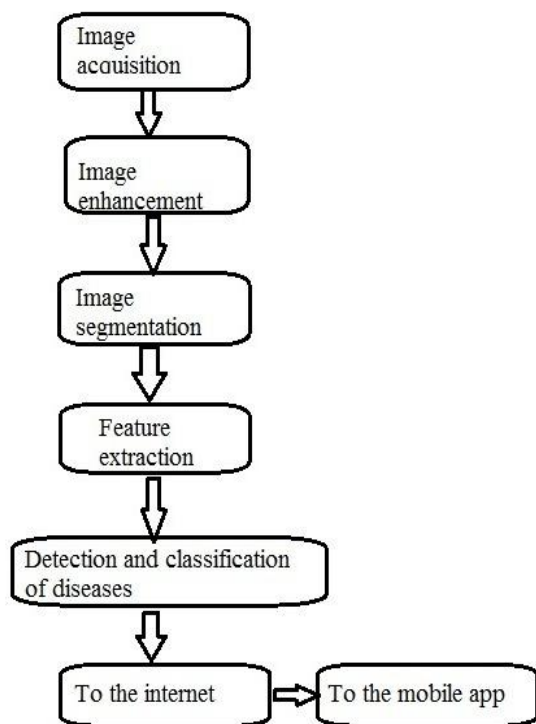 Image
acquisition
Image
enhancement
Image
segmentation
Feature
extraction
Detection and classification
of diseases
To the internet
To the mobile app